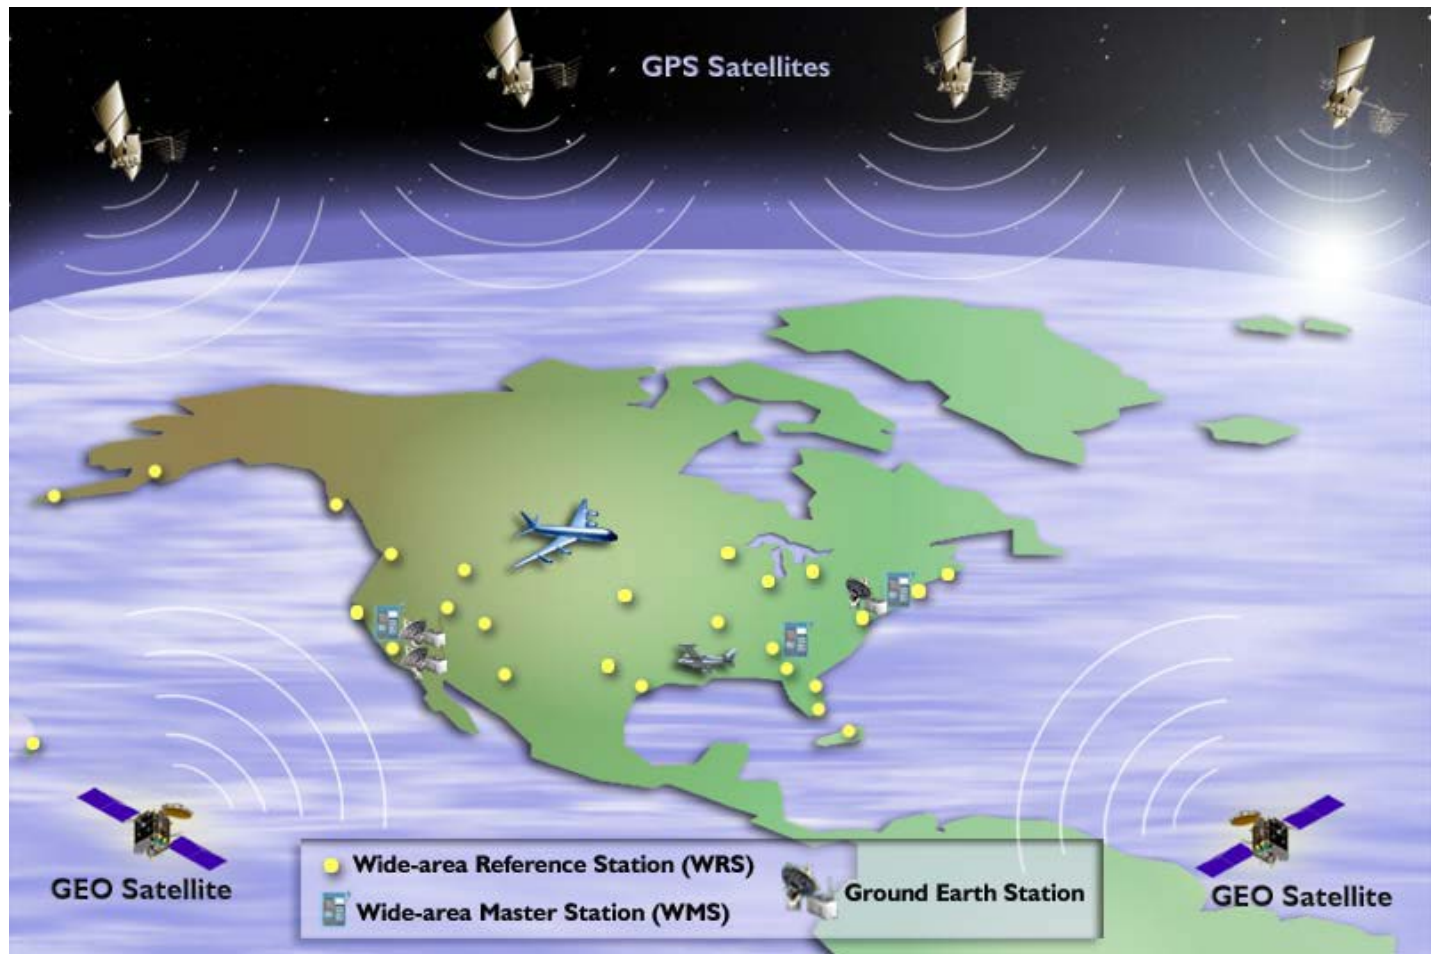 GPS Satellites
GEO Satellite
Wide-area Reference Station (WRS)
Wide-area Master Station (WMS)
Ground Earth Station
GEO Satellite